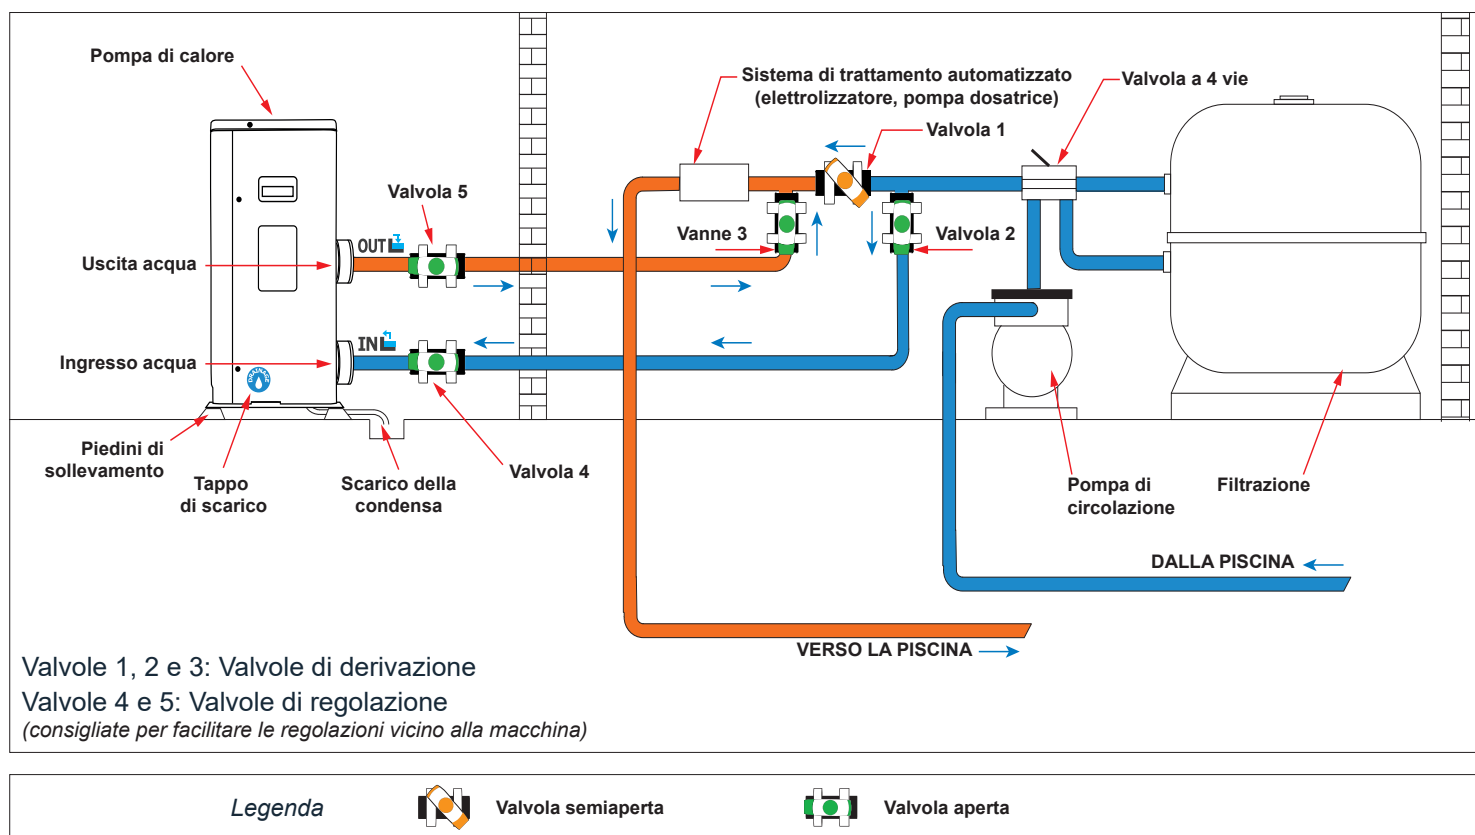 Pompa di calore
Sistema di trattamento automatizzato
(elettrolizzatore, pompa dosatrice)
Valvola a 4 vie
Valvola 1
Valvola 5
Vanne 3
Valvola 2
OUT
Uscita acqua
IN
Ingresso acqua
DRAINAGE
Piedini di
sollevamento
Tappo
di scarico
Scarico della
condensa
Valvola 4
Pompa di
circolazione
Filtrazione
DALLA PISCINA
VERSO LA PISCINA
Valvole 1, 2 e 3: Valvole di derivazione
Valvole 4 e 5: Valvole di regolazione
(consigliate per facilitare le regolazioni vicino alla macchina)
Legenda
Valvola semiaperta
Valvola aperta